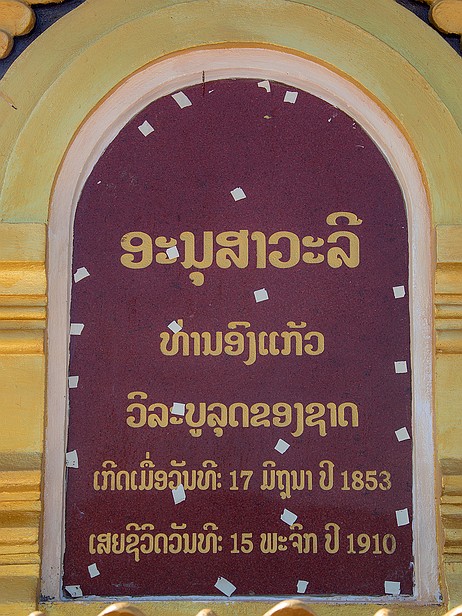 ອະນຸສາວະລີ
ທ່ານອົງແກ້ວ
ວິລະບູລຸດຂອງຊາດ
ເກີດເມື່ອວັນທີ: 17 ມິຖຸນາ ປີ 1853
ເສຍຊີວິດວັນທີ: 15 ພະຈິກ ປີ 1910